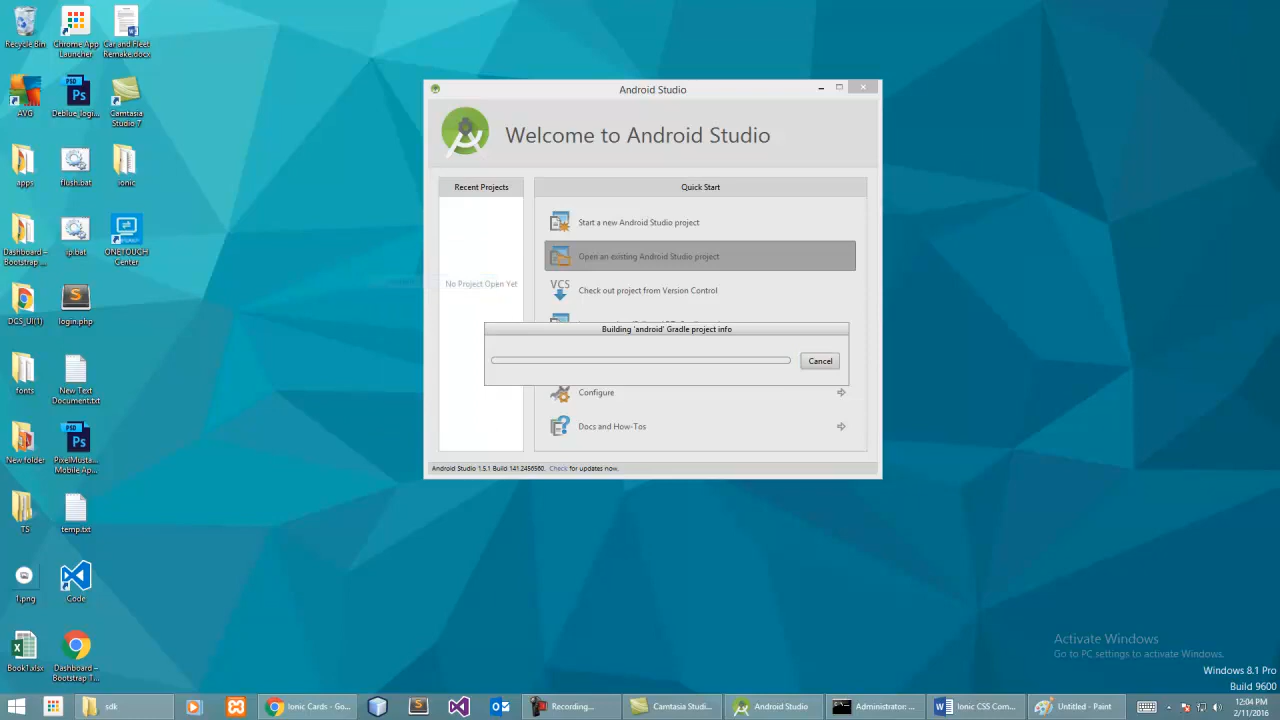 Recycle Bin
Chrome App Launcher
Car and Fleet Remake.docx
AVG
Deblue_logi...
Camtasia Studio 7
apps
flush.bat
ionic
Dashboard – Bootstrap ...
ip.bat
ONETOUGH Center
DCS_UI(1)
login.php
fonts
New Text Document.txt
New folder
PixelMusta... Mobile Ap...
TS
temp.txt
1.png
Code
Book1.xlsx
Dashboard – Bootstrap T...
Android Studio
Welcome to Android Studio
Recent Projects
No Project Open Yet
Quick Start
Start a new Android Studio project
Open an existing Android Studio project
VCS
Check out project from Version Control
Building 'android' Gradle project info
Cancel
Configure
Docs and How-Tos
Android Studio 1.5.1 Build 141.2456560. Check for updates now.
Activate Windows
Go to PC settings to activate Windows.
Windows 8.1 Pro
Build 9600
sdk
Ionic Cards - Go...
Recording...
Camtasia Studi...
Android Studio
Administrator: ...
Ionic CSS Com...
Untitled - Paint
12:04 PM
2/11/2016